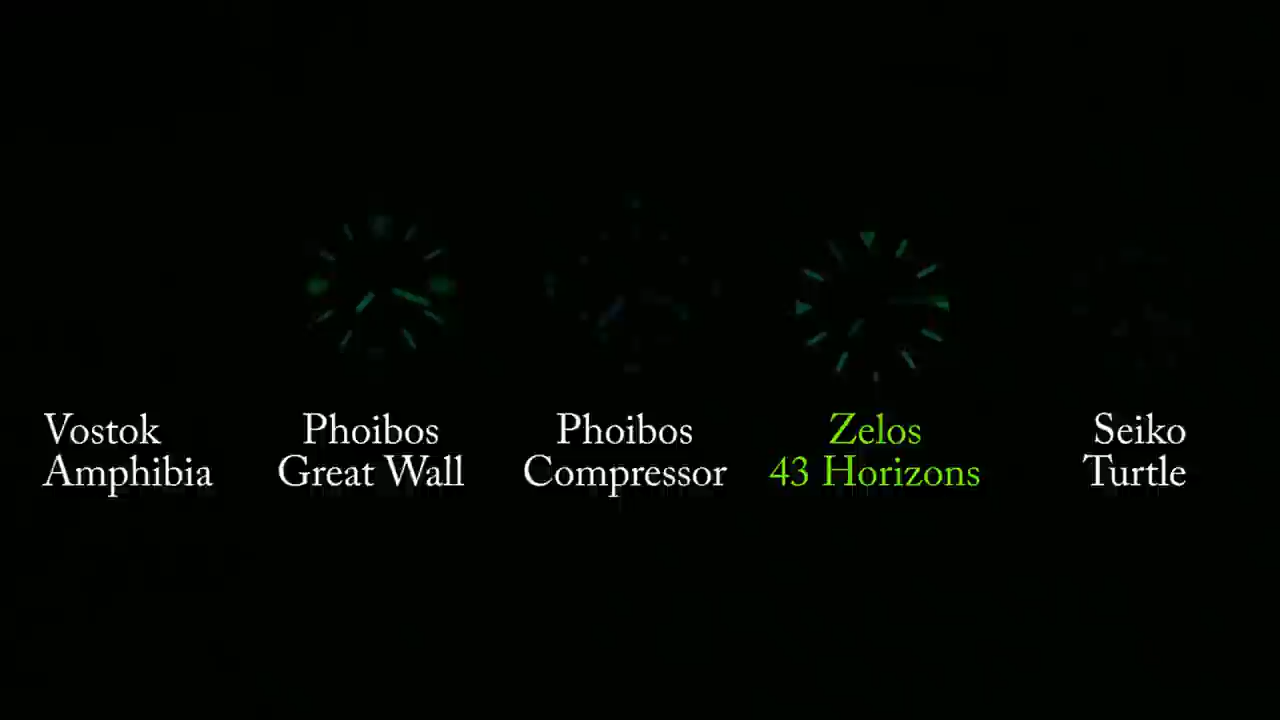 Vostok
Amphibia
Phoibos
Great Wall
Phoibos
Compressor
Zelos
43 Horizons
Seiko
Turtle